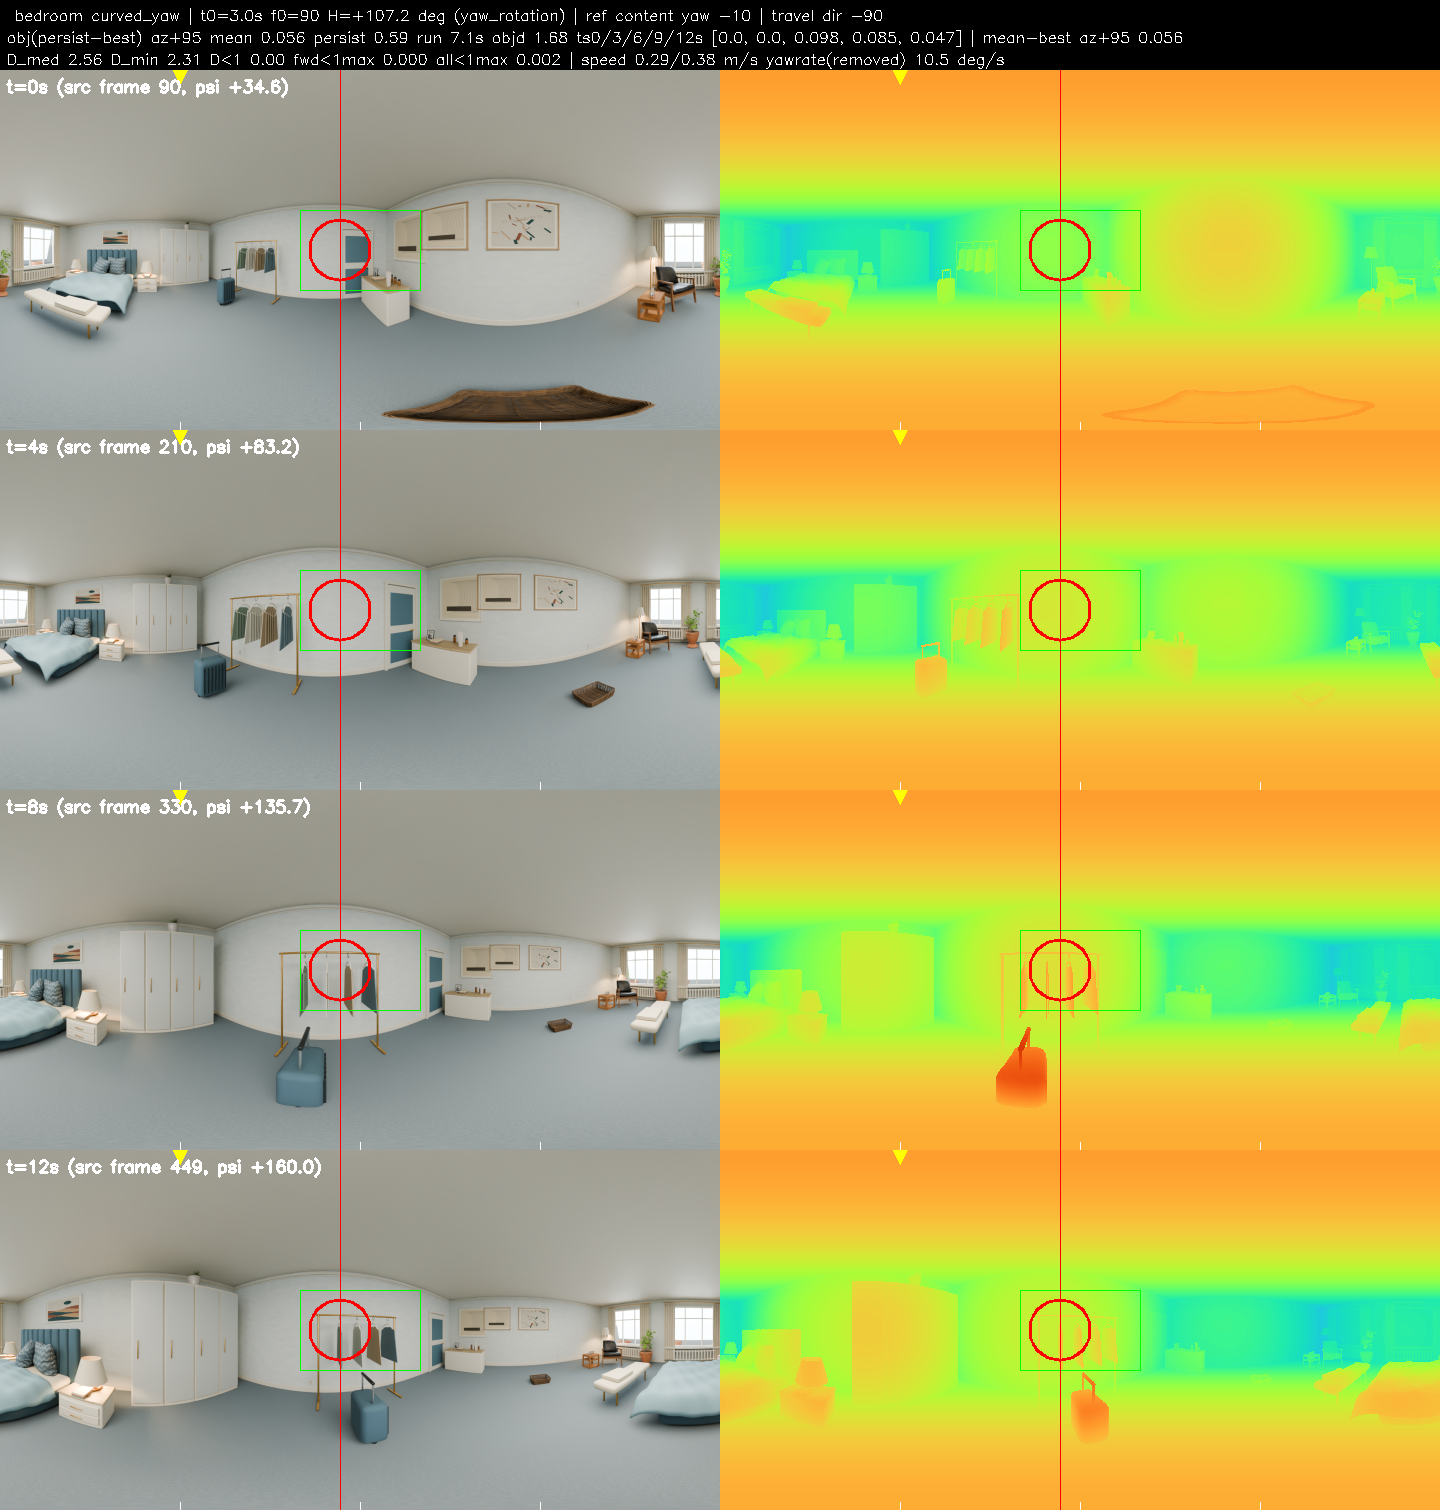 bedroom curved_yaw | t0=3.0s f0=90 H=+107.2 deg (yaw_rotation) | ref content yaw -10 | travel dir -90
obj(persist-best) az+95 mean 0.056 persist 0.59 run 7.1s objd 1.68 ts0/3/6/9/12s [0.0, 0.0, 0.098, 0.085, 0.047] | mean-best az+95 0.056
D_med 2.56 D_min 2.31 D<1 0.00 fwd<1max 0.000 all<1max 0.002 | speed 0.29/0.38 m/s yawrate(removed) 10.5 deg/s
t=0s (src frame 90, psi +34.6)
t=4s (src frame 210, psi +83.2)
t=8s (src frame 330, psi +135.7)
t=12s (src frame 449, psi +160.0)